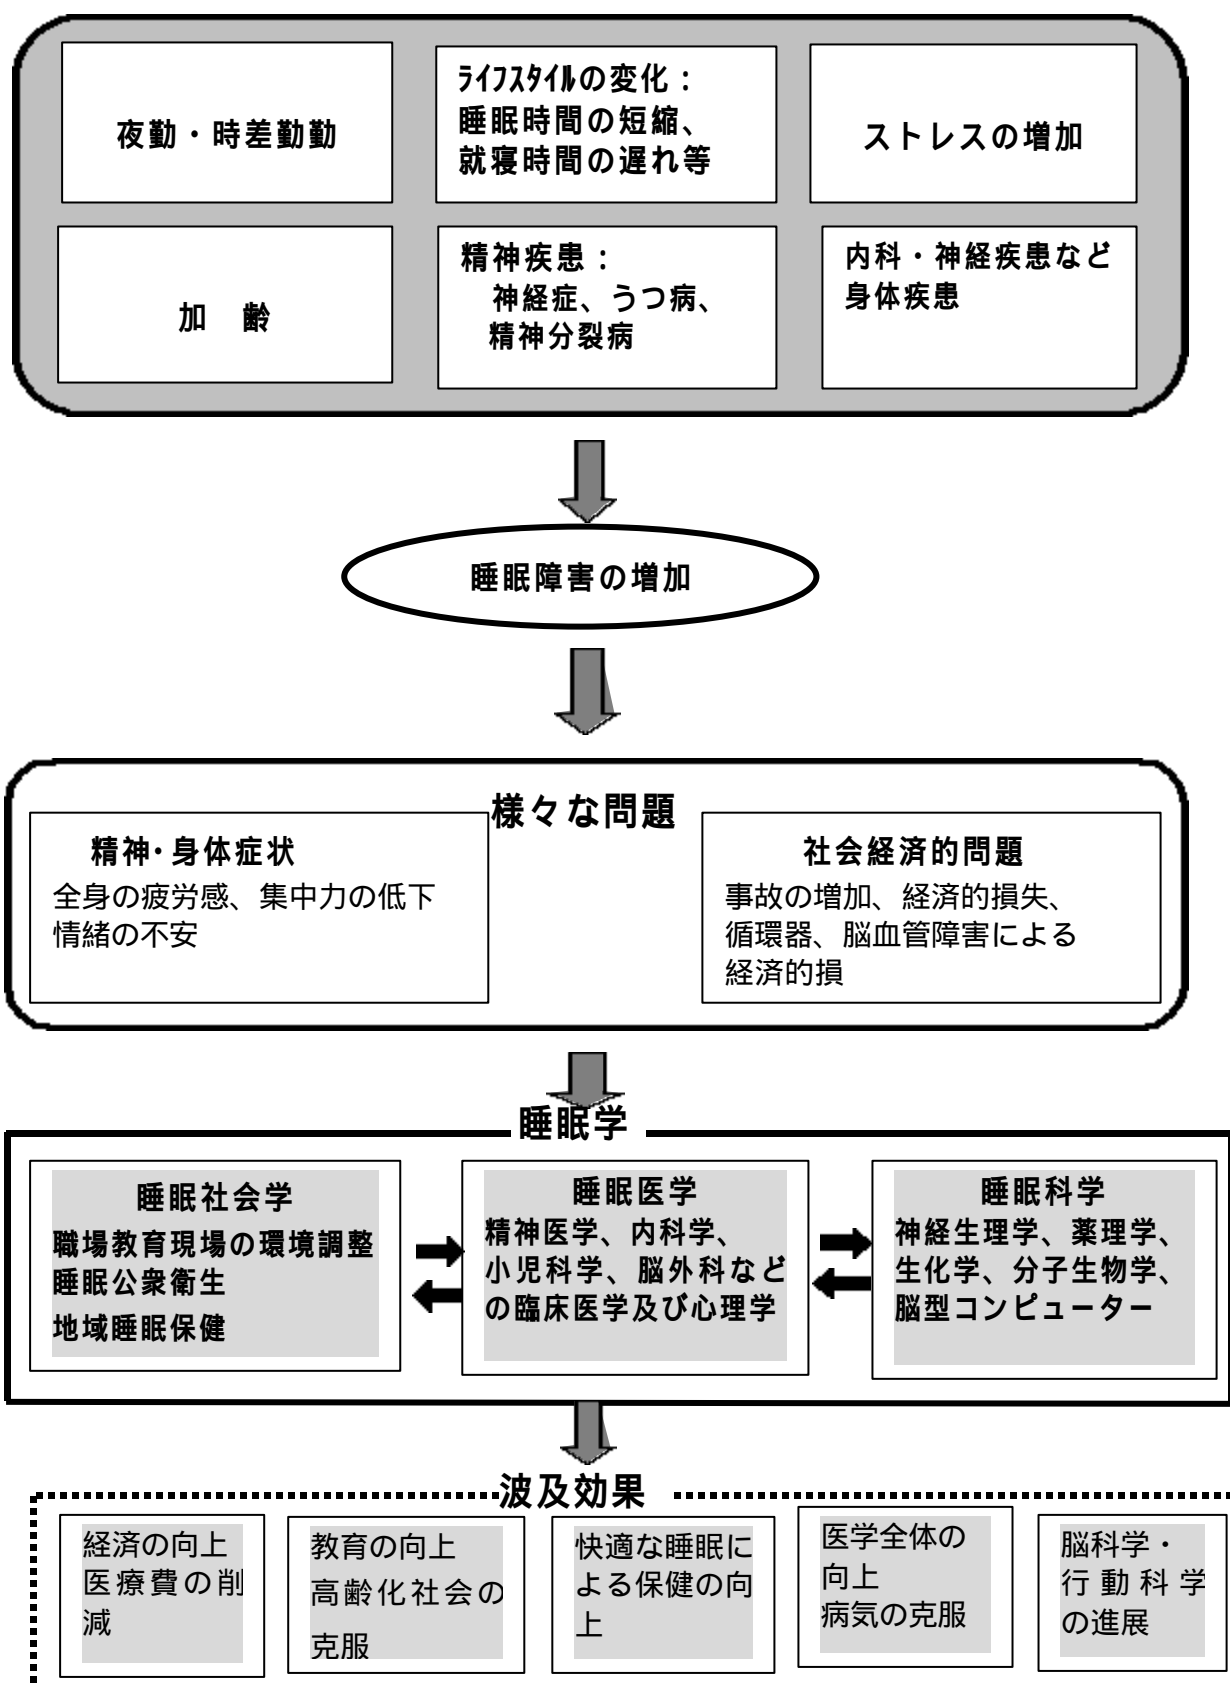 夜勤・時差勤勤
ﾗｲﾌｽﾀｲﾙの変化：
睡眠時間の短縮、
就寝時間の遅れ等
ストレスの増加
加　齢
精神疾患：
神経症、うつ病、
精神分裂病
内科・神経疾患など
身体疾患
睡眠障害の増加
様々な問題
精神･身体症状
全身の疲労感、集中力の低下
情緒の不安
社会経済的問題
事故の増加、経済的損失、
循環器、脳血管障害による
経済的損
睡眠学
睡眠社会学
職場教育現場の環境調整
睡眠公衆衛生
地域睡眠保健
睡眠医学
精神医学、内科学、
小児科学、脳外科など
の臨床医学及び心理学
睡眠科学
神経生理学、薬理学、
生化学、分子生物学、
脳型コンピューター
波及効果
経済の向上
医療費の削
減
教育の向上
高齢化社会の
克服
快適な睡眠に
よる保健の向
上
医学全体の
向上
病気の克服
脳科学・
行動科学
の進展